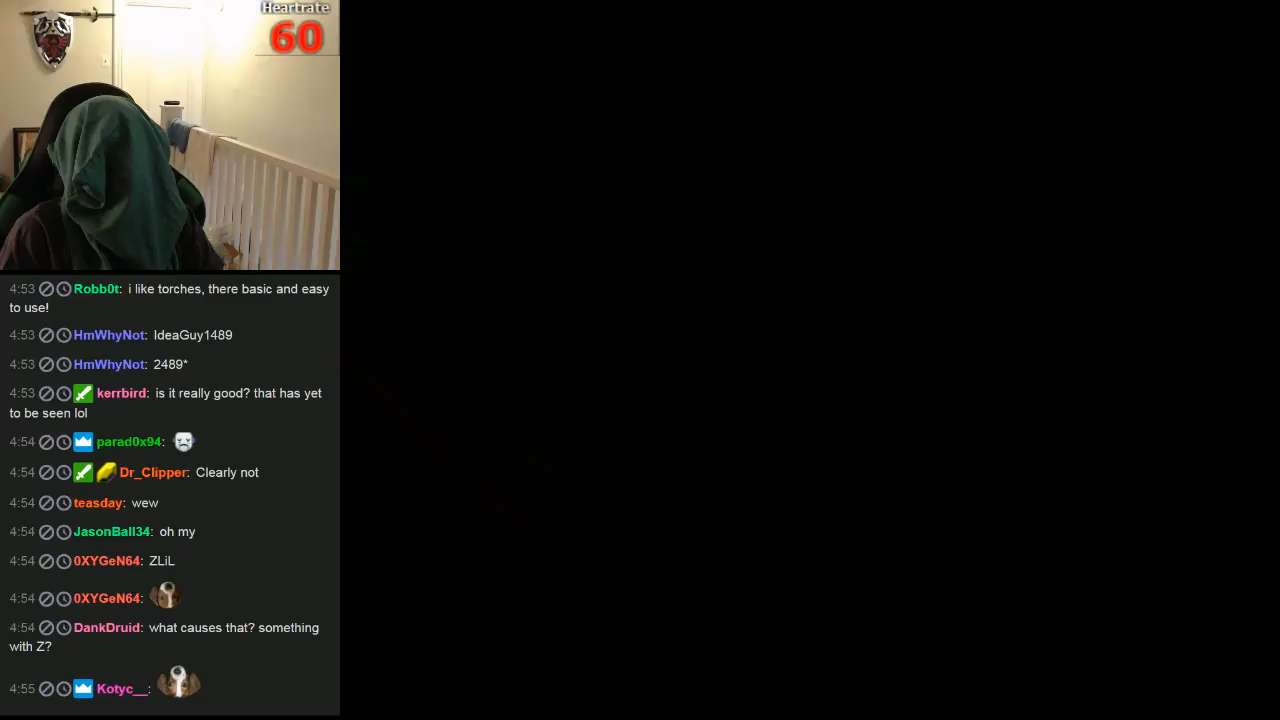 Heartrate
60
4:53 Robb0t: i like torches, there basic and easy
to use!
4:53 HmWhyNot: IdeaGuy1489
4:53 HmWhyNot: 2489*
4:53 kerrbird: is it really good? that has yet
to be seen lol
4:54 parad0x94:
4:54 Dr_Clipper: Clearly not
4:54 teasday: wew
4:54 JasonBall34: oh my
4:54 0XYGeN64: ZLiL
4:54 0XYGeN64:
4:54 DankDruid: what causes that? something
with Z?
4:55 Kotyc__: